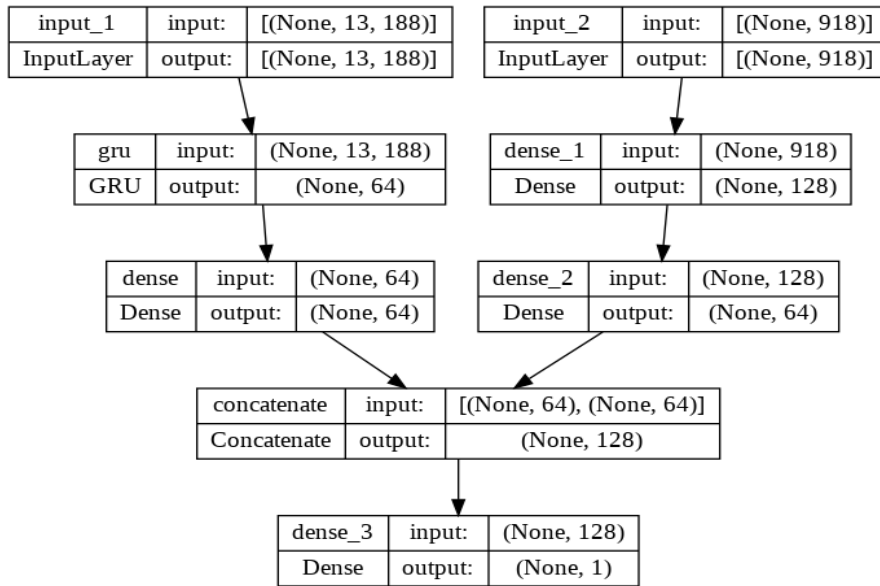 input_1 input: [(None, 13, 188)]
InputLayer output: [(None, 13, 188)]
input_2 input: [(None, 918)]
InputLayer output: [(None, 918)]
gru input: (None, 13, 188)
GRU output: (None, 64)
dense_1 input: (None, 918)
Dense output: (None, 128)
dense input: (None, 64)
Dense output: (None, 64)
dense_2 input: (None, 128)
Dense output: (None, 64)
concatenate input: [(None, 64), (None, 64)]
Concatenate output: (None, 128)
dense_3 input: (None, 128)
Dense output: (None, 1)